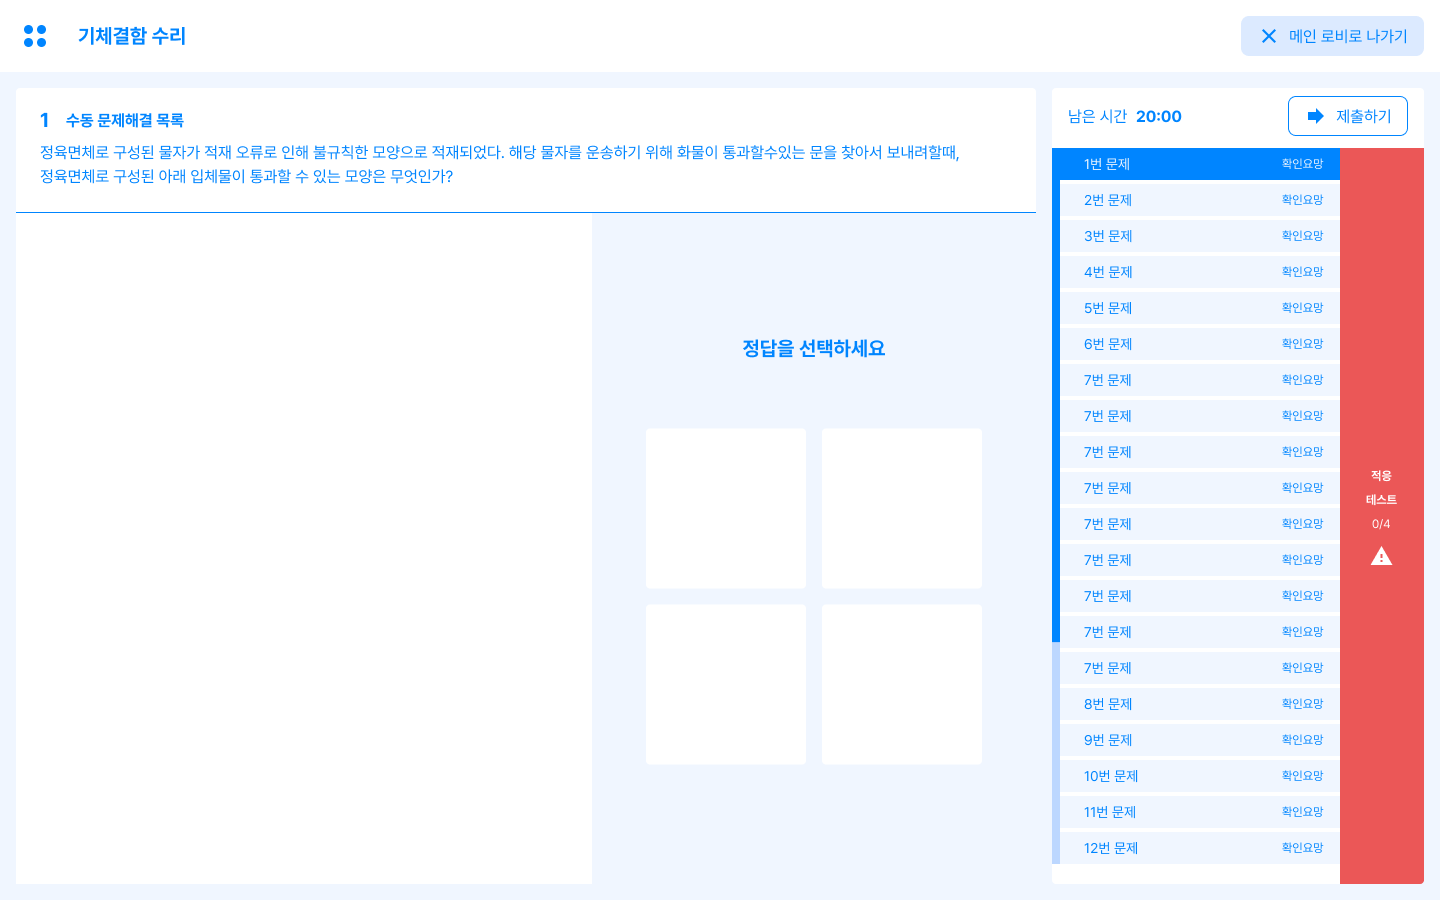 기체결함 수리
메인 로비로 나가기
1 수동 문제해결 목록
정육면체로 구성된 물자가 적재 오류로 인해 불규칙한 모양으로 적재되었다. 해당 물자를 운송하기 위해 화물이 통과할수있는 문을 찾아서 보내려할때,
정육면체로 구성된 아래 입체물이 통과할 수 있는 모양은 무엇인가?
정답을 선택하세요
남은 시간 20:00
제출하기
1번 문제 확인요망
2번 문제 확인요망
3번 문제 확인요망
4번 문제 확인요망
5번 문제 확인요망
6번 문제 확인요망
7번 문제 확인요망
7번 문제 확인요망
7번 문제 확인요망
7번 문제 확인요망
7번 문제 확인요망
7번 문제 확인요망
7번 문제 확인요망
7번 문제 확인요망
7번 문제 확인요망
8번 문제 확인요망
9번 문제 확인요망
10번 문제 확인요망
11번 문제 확인요망
12번 문제 확인요망
적응
테스트
0/4